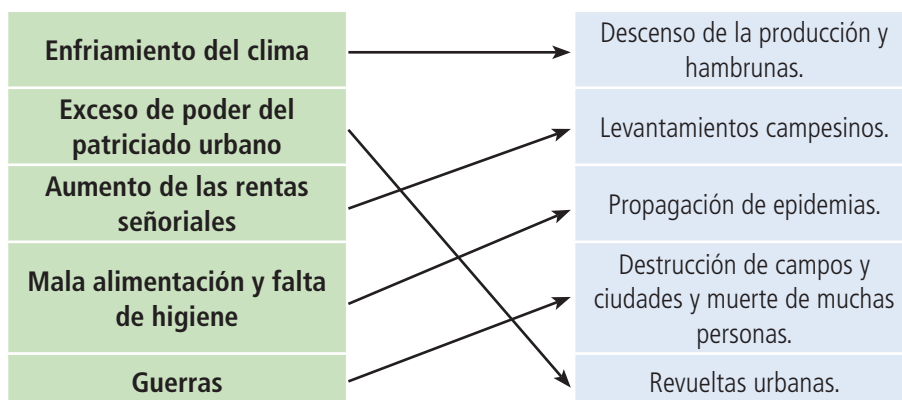 Enfriamiento del clima
Descenso de la producción y
hambrunas.
Exceso de poder del
patriciado urbano
Levantamientos campesinos.
Aumento de las rentas
señoriales
Propagación de epidemias.
Mala alimentación y falta
de higiene
Destrucción de campos y
ciudades y muerte de muchas
personas.
Guerras
Revueltas urbanas.